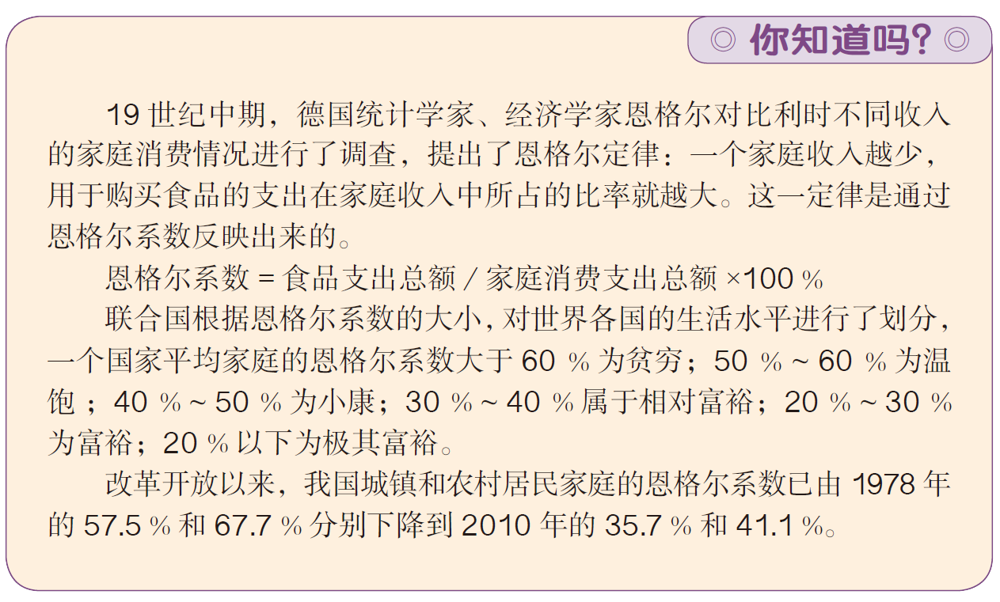 ◎ 你知道吗? ◎
19 世纪中期，德国统计学家、经济学家恩格尔对比利时不同收入
的家庭消费情况进行了调查，提出了恩格尔定律：一个家庭收入越少，
用于购买食品的支出在家庭收入中所占的比率就越大。这一定律是通过
恩格尔系数反映出来的。
恩格尔系数 = 食品支出总额 / 家庭消费支出总额 ×100 %
联合国根据恩格尔系数的大小，对世界各国的生活水平进行了划分，
一个国家平均家庭的恩格尔系数大于 60 % 为贫穷；50 % ~ 60 % 为温
饱；40 % ~ 50 % 为小康；30 % ~ 40 % 属于相对富裕；20 % ~ 30 %
为富裕；20 % 以下为极其富裕。
改革开放以来，我国城镇和农村居民家庭的恩格尔系数已由 1978 年
的 57.5 % 和 67.7 % 分别下降到 2010 年的 35.7 % 和 41.1 %。